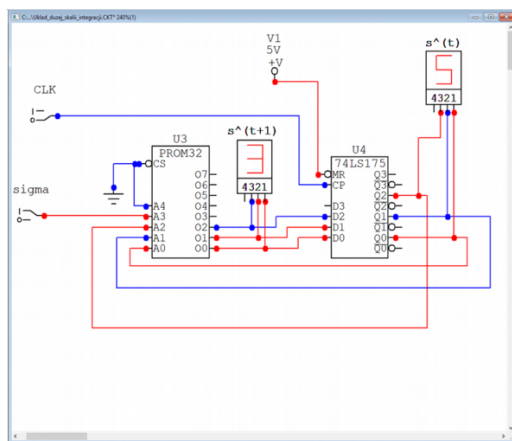 C:\...\Uklad_duzej_skali_integracji.CKT* 240%(1)
V1
5V
+V
s^(t)
5
4321
CLK
U3
PROM32
CS
A4
A3
A2
A1
A0
O7
O6
O5
O4
O3
O2
O1
O0
s^(t+1)
3
4321
U4
74LS175
MR
CP
D3
D2
D1
D0
Q3
Q3
Q2
Q2
Q1
Q1
Q0
Q0
sigma